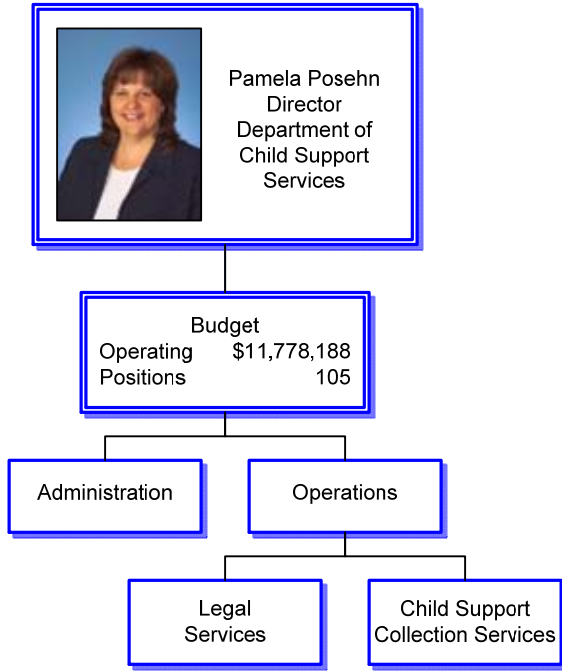 Pamela Posehn
Director
Department of
Child Support
Services
Budget
Operating $11,778,188
Positions 105
Administration
Operations
Legal
Services
Child Support
Collection Services